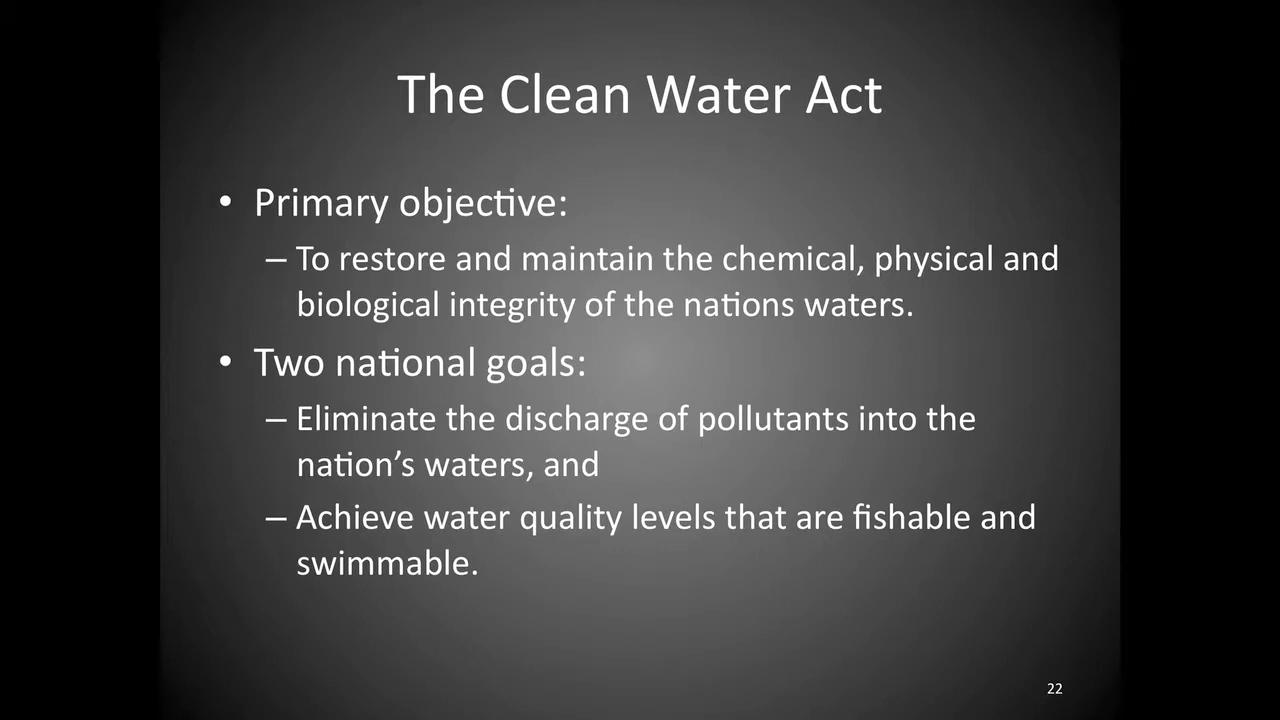 The Clean Water Act
• Primary objective:
– To restore and maintain the chemical, physical and
biological integrity of the nations waters.
• Two national goals:
– Eliminate the discharge of pollutants into the
nation’s waters, and
– Achieve water quality levels that are fishable and
swimmable.
22